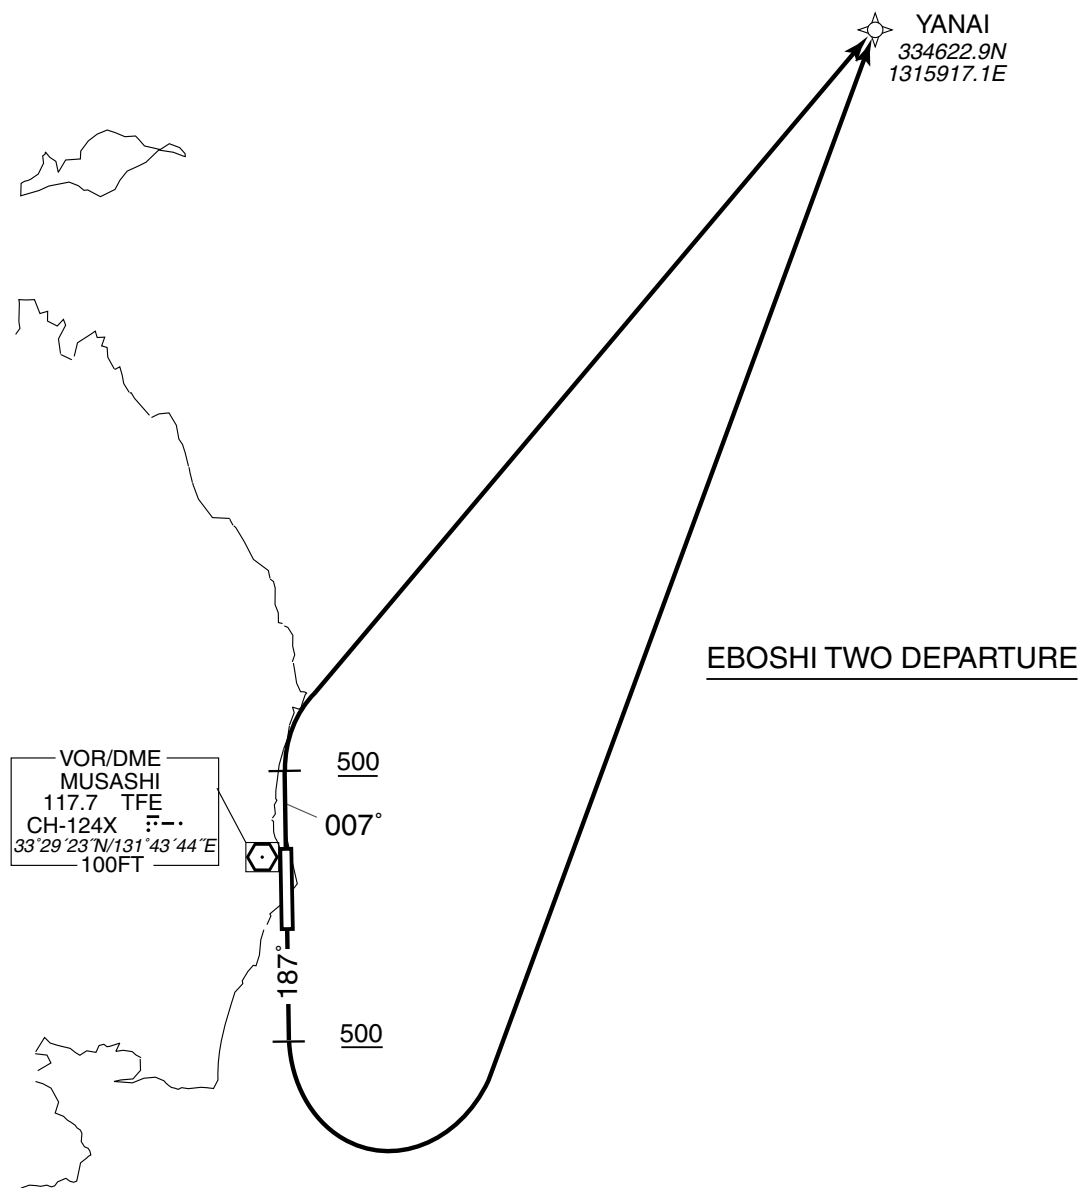 YANAI
334622.9N
1315917.1E
EBOSHI TWO DEPARTURE
500
VOR/DME
MUSASHI
117.7 TFE
CH-124X
33°29´23˝N/131°43´44˝E
100FT
007°
187°
500